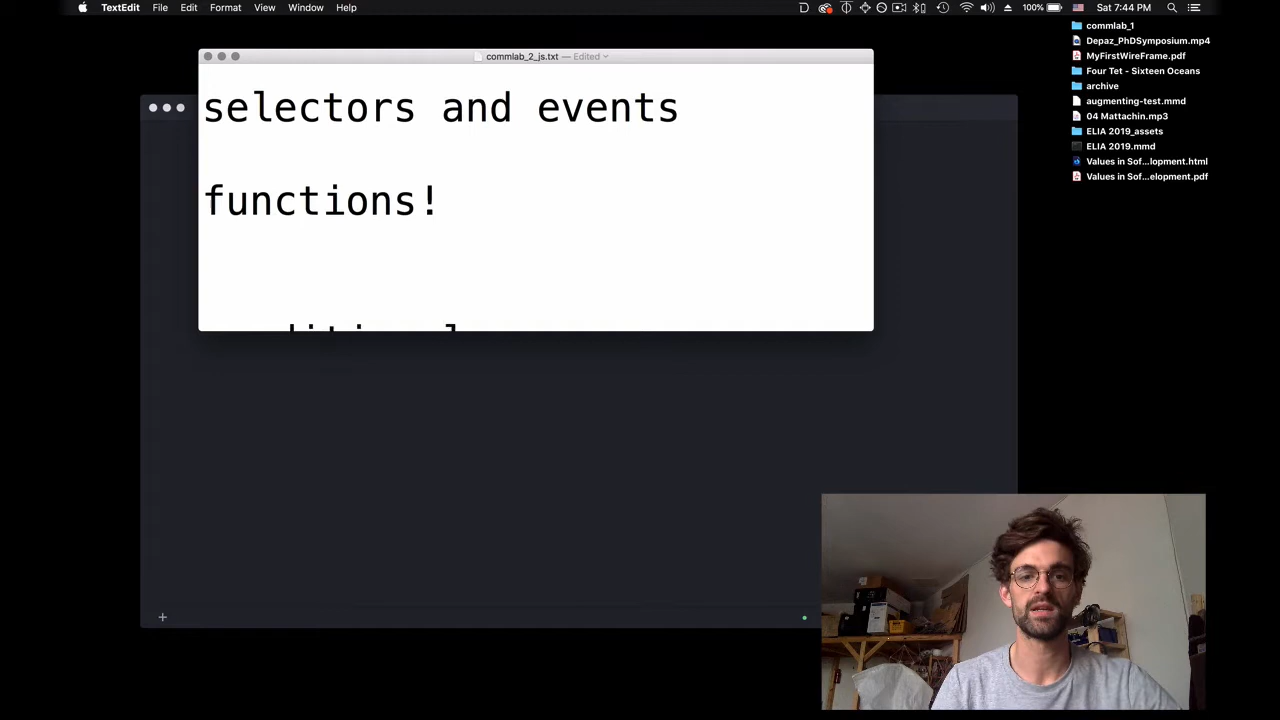 TextEdit File Edit Format View Window Help
100% Sat 7:44 PM
commlab_2_js.txt — Edited
selectors and events
functions!
commlab_1
Depaz_PhDSymposium.mp4
MyFirstWireFrame.pdf
Four Tet - Sixteen Oceans
archive
augmenting-test.mmd
04 Mattachin.mp3
ELIA 2019_assets
ELIA 2019.mmd
Values in Sof...lopment.html
Values in Sof...elopment.pdf